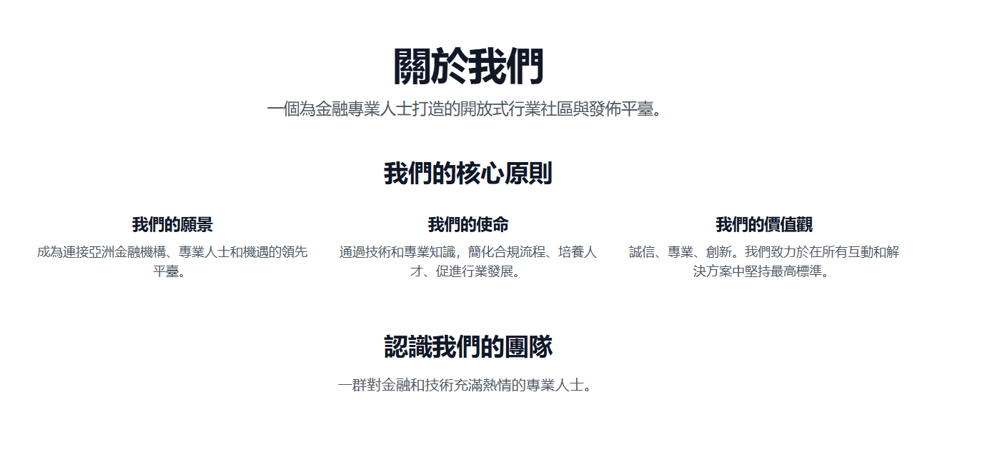 關於我們
一個為金融專業人士打造的開放式行業社區與發佈平臺。
我們的核心原則
我們的願景
成為連接亞洲金融機構、專業人士和機遇的領先
平臺。
我們的使命
通過技術和專業知識，簡化合規流程、培養人
才、促進行業發展。
我們的價值觀
誠信、專業、創新。我們致力於在所有互動和解
決方案中堅持最高標準。
認識我們的團隊
一群對金融和技術充滿熱情的專業人士。